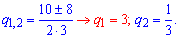 q₁,₂ = (10 ± 8)/(2 · 3) → q₁ = 3; q₂ = 1/3.